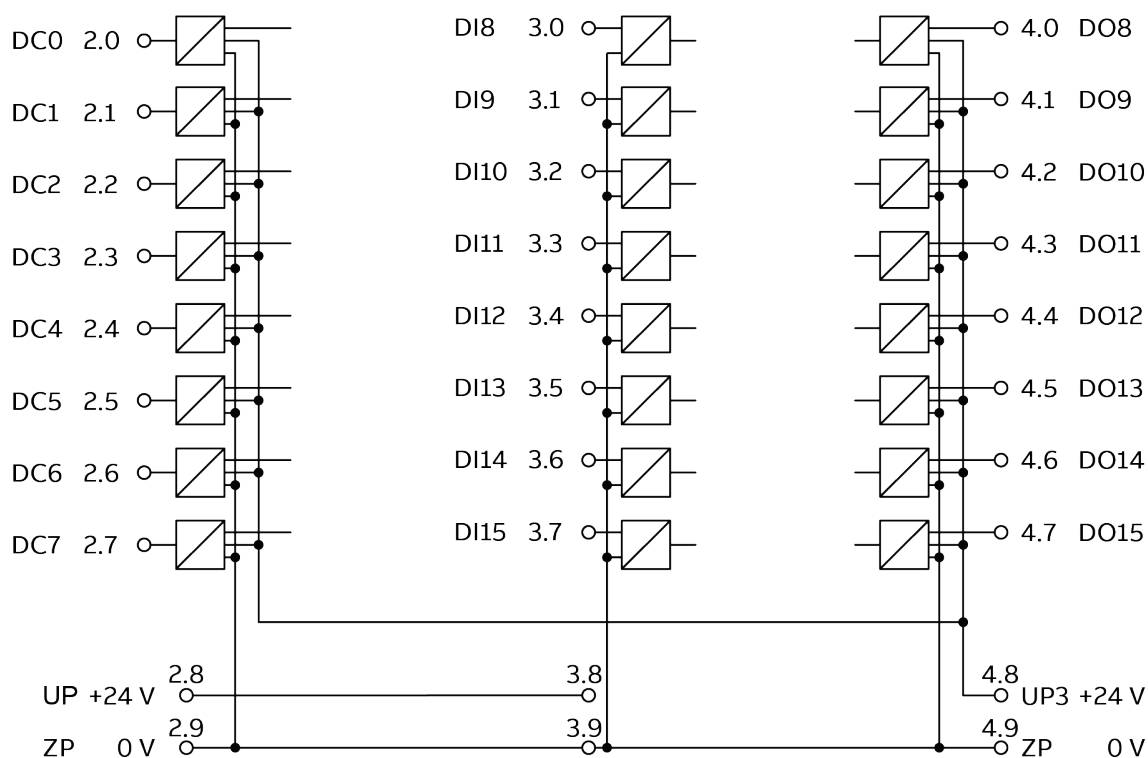 DC0 2.0 DI8 3.0 4.0 DO8
DC1 2.1 DI9 3.1 4.1 DO9
DC2 2.2 DI10 3.2 4.2 DO10
DC3 2.3 DI11 3.3 4.3 DO11
DC4 2.4 DI12 3.4 4.4 DO12
DC5 2.5 DI13 3.5 4.5 DO13
DC6 2.6 DI14 3.6 4.6 DO14
DC7 2.7 DI15 3.7 4.7 DO15
2.8 3.8 4.8
UP +24 V UP3 +24 V
2.9 3.9 4.9
ZP 0 V ZP 0 V